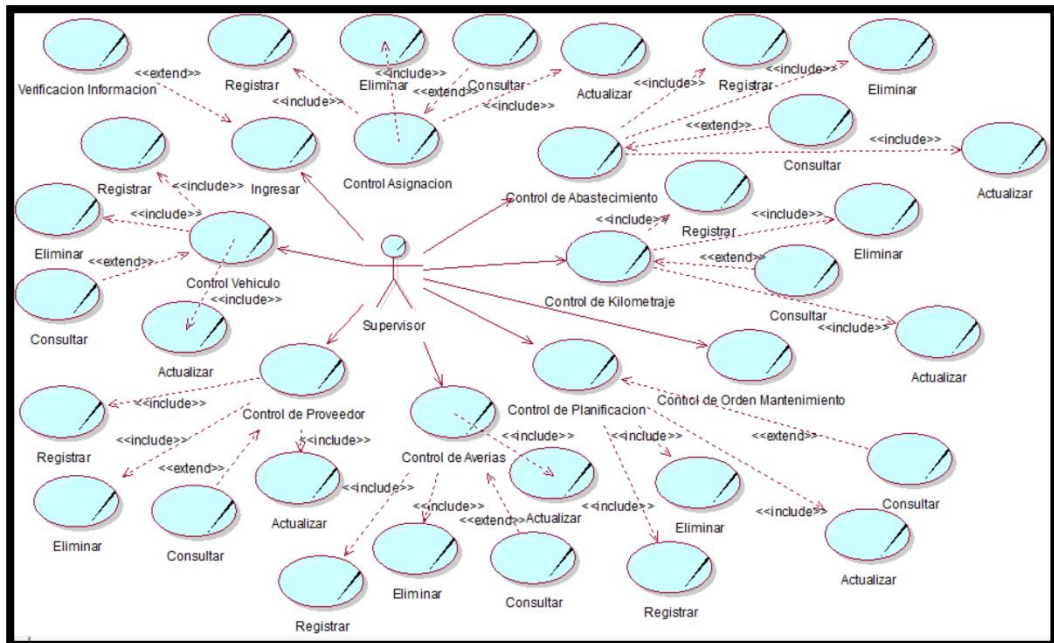 Verificacion Informacion
<<extend>>
Registrar
<<include>>
Eliminar
<<include>>
<<extend>>
Consultar
<<include>>
Actualizar
<<include>>
Registrar
<<include>>
Eliminar
<<extend>>
Consultar
<<include>>
Actualizar
Registrar
<<include>>
Ingresar
Control Asignacion
Control de Abastecimiento
<<include>>
Registrar
<<include>>
Eliminar
<<include>>
Eliminar
<<extend>>
Control Vehiculo
<<include>>
Consultar
Actualizar
Supervisor
Control de Kilometraje
<<extend>>
Consultar
<<include>>
Actualizar
<<include>>
Registrar
Control de Proveedor
<<include>>
Eliminar
<<extend>>
Consultar
<<include>>
Actualizar
Control de Averias
<<include>>
Actualizar
<<include>>
Registrar
<<include>>
Eliminar
<<extend>>
Consultar
Control de Planificacion
Control de Orden Mantenimiento
<<extend>>
Consultar
<<include>>
Eliminar
<<include>>
Registrar
<<include>>
Actualizar